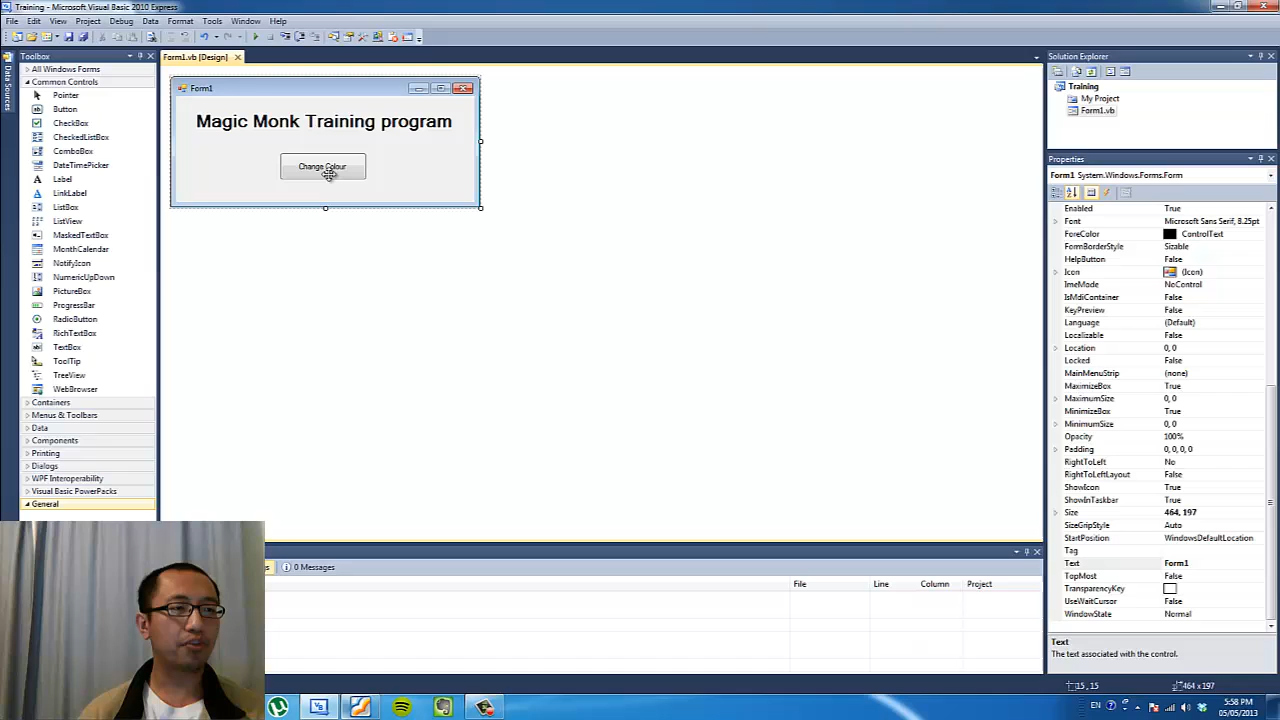 Training - Microsoft Visual Basic 2010 Express
File Edit View Project Debug Data Format Tools Window Help
Toolbox
Data Sources
All Windows Forms
Common Controls
Pointer
Button
CheckBox
CheckedListBox
ComboBox
DateTimePicker
Label
LinkLabel
ListBox
ListView
MaskedTextBox
MonthCalendar
NotifyIcon
NumericUpDown
PictureBox
ProgressBar
RadioButton
RichTextBox
TextBox
ToolTip
TreeView
WebBrowser
Containers
Menus & Toolbars
Data
Components
Printing
Dialogs
WPF Interoperability
Visual Basic PowerPacks
General
Form1.vb [Design]
Form1
Magic Monk Training program
Change Colour
0 Messages
File Line Column Project
Solution Explorer
Training
My Project
Form1.vb
Properties
Form1 System.Windows.Forms.Form
Enabled True
Font Microsoft Sans Serif, 8.25pt
ForeColor ControlText
FormBorderStyle Sizable
HelpButton False
Icon (Icon)
ImeMode NoControl
IsMdiContainer False
KeyPreview False
Language (Default)
Localizable False
Location 0, 0
Locked False
MainMenuStrip (none)
MaximizeBox True
MaximumSize 0, 0
MinimizeBox True
MinimumSize 0, 0
Opacity 100%
Padding 0, 0, 0, 0
RightToLeft No
RightToLeftLayout False
ShowIcon True
ShowInTaskbar True
Size 464, 197
SizeGripStyle Auto
StartPosition WindowsDefaultLocation
Tag
Text Form1
TopMost False
TransparencyKey
UseWaitCursor False
WindowState Normal
Text
The text associated with the control.
15, 15 464 x 197
EN 5:58 PM
05/05/2013